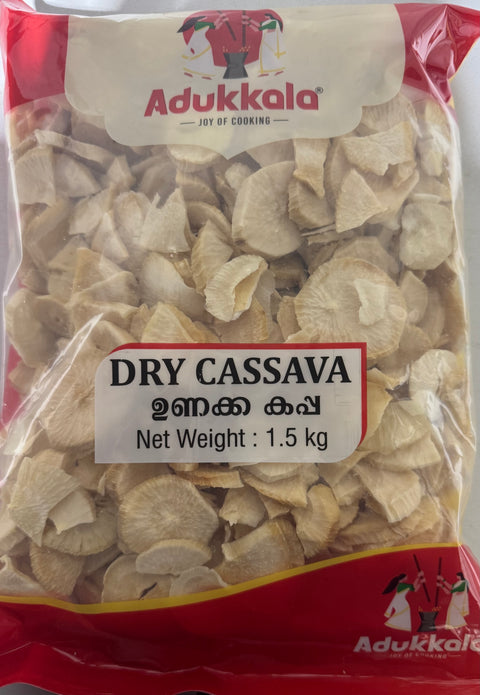 Adukkala®
JOY OF COOKING
DRY CASSAVA
ഉണക്ക കപ്പ
Net Weight : 1.5 kg
Adukkala
JOY OF COOKING